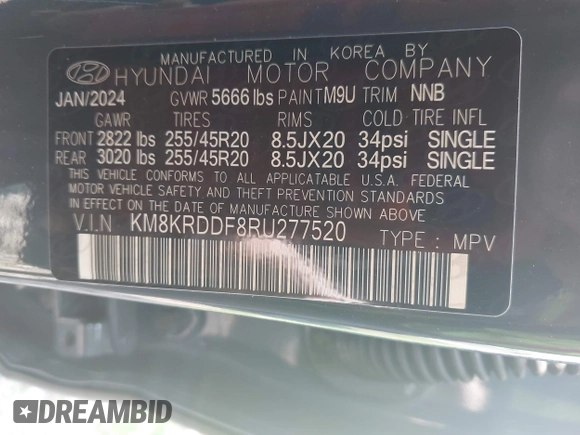 MANUFACTURED IN KOREA BY
HYUNDAI MOTOR COMPANY
JAN/2024 GVWR 5666 lbs PAINT M9U TRIM NNB
GAWR TIRES RIMS COLD TIRE INFL
FRONT 2822 lbs 255/45R20 8.5JX20 34psi SINGLE
REAR 3020 lbs 255/45R20 8.5JX20 34psi SINGLE
THIS VEHICLE CONFORMS TO ALL APPLICATABLE U.S.A. FEDERAL
MOTOR VEHICLE SAFETY AND THEFT PREVENTION STANDARDS
IN EFFECT ON THE DATE OF MANUFACTURE SHOWN ABOVE.
V.I.N KM8KRDDF8RU277520 TYPE : MPV
DREAMBID